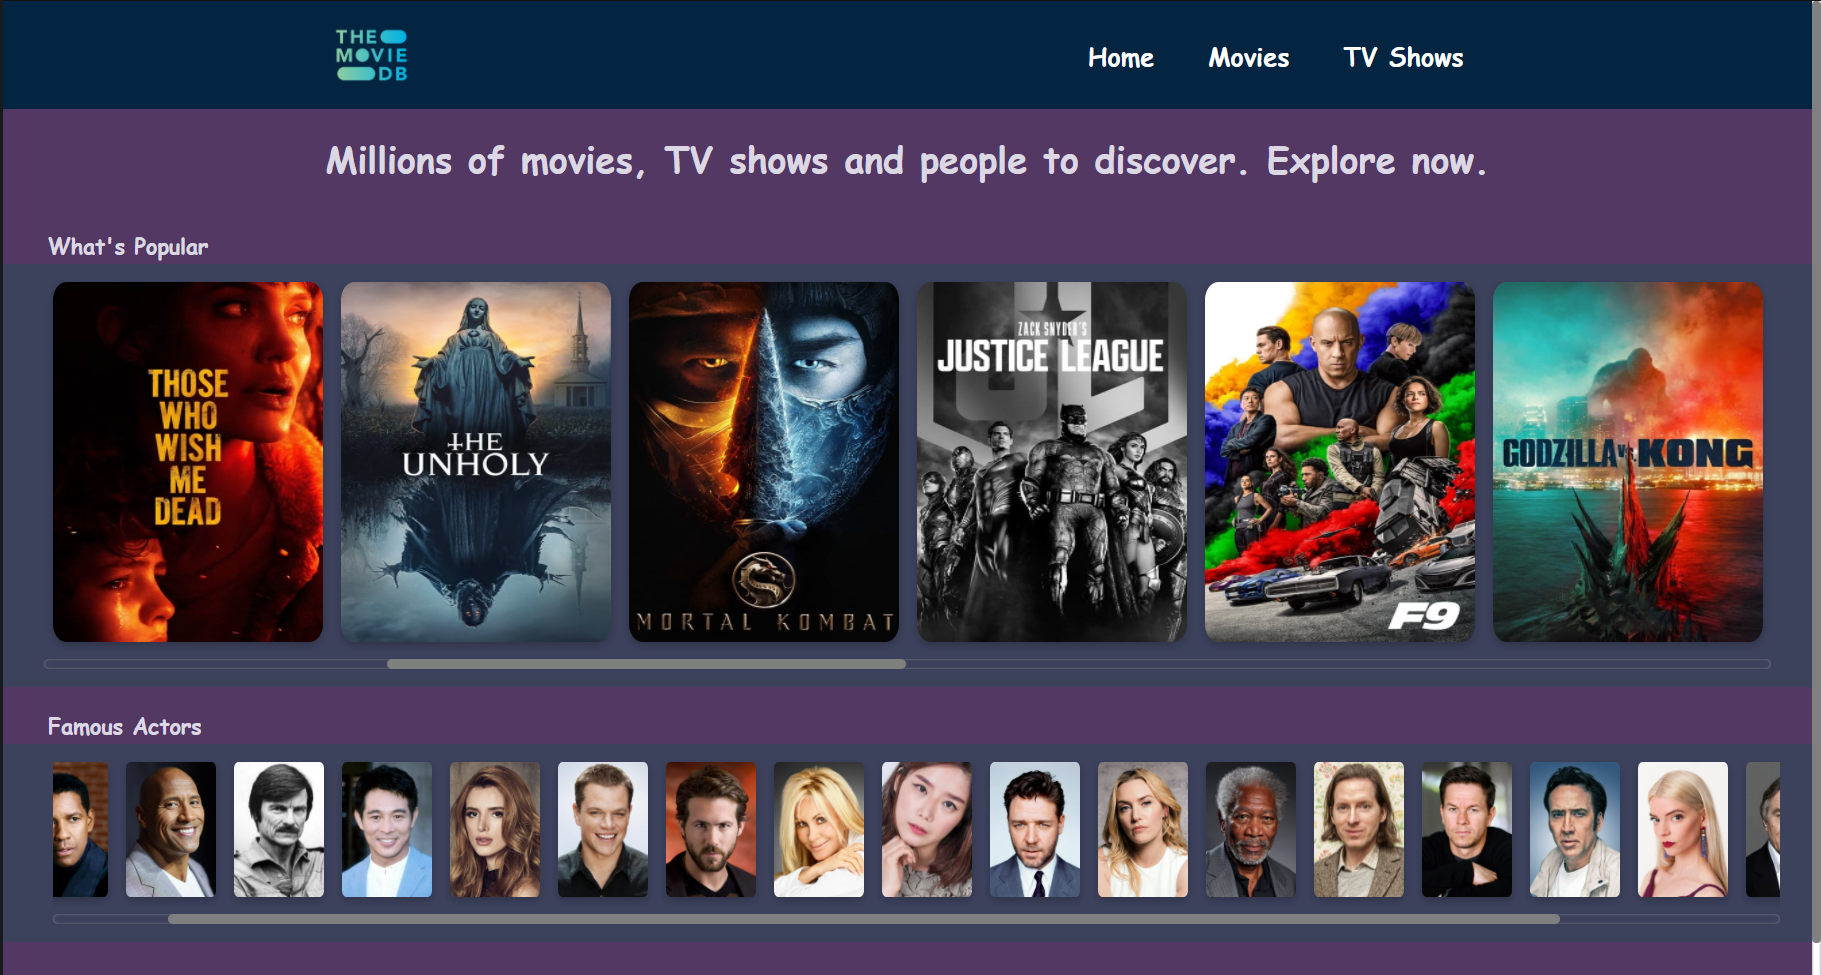 THE
MOVIE
DB
Home Movies TV Shows
Millions of movies, TV shows and people to discover. Explore now.
What's Popular
THOSE
WHO
WISH
ME
DEAD
THE
UNHOLY
MORTAL KOMBAT
ZACK SNYDER'S
JUSTICE LEAGUE
F9
GODZILLA vs. KONG
Famous Actors